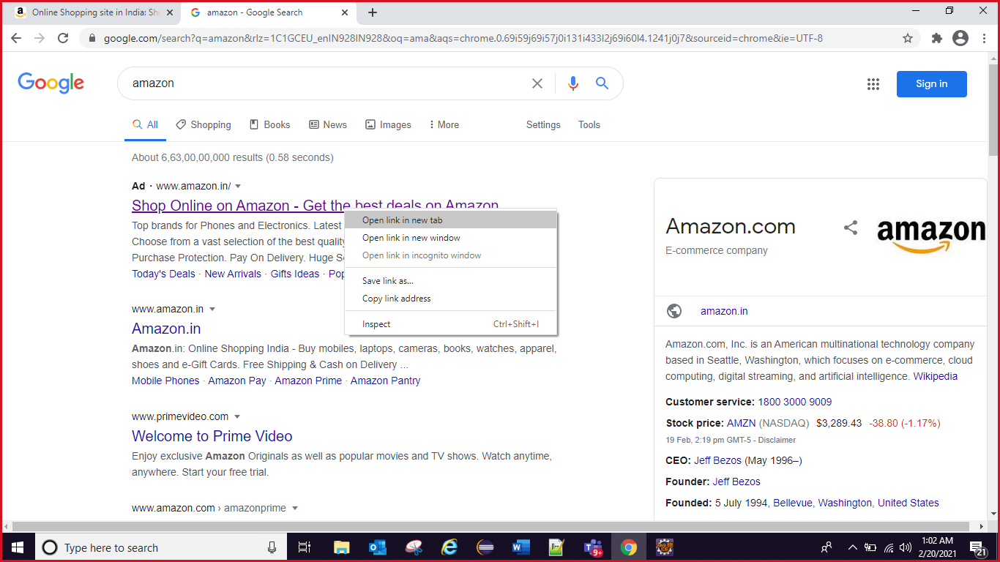 Online Shopping site in India: Sh
amazon - Google Search
google.com/search?q=amazon&rlz=1C1GCEU_enIN928IN928&oq=ama&aqs=chrome.0.69i59j69i57j0i131i433l2j69i60l4.1241j0j7&sourceid=chrome&ie=UTF-8
Google
amazon
Sign in
All Shopping Books News Images More Settings Tools
About 6,63,00,00,000 results (0.58 seconds)
Ad · www.amazon.in/
Shop Online on Amazon - Get the best deals on Amazon
Top brands for Phones and Electronics. Latest
Choose from a vast selection of the best quality
Purchase Protection. Pay On Delivery. Huge S
Today's Deals · New Arrivals · Gifts Ideas · Pop
Open link in new tab
Open link in new window
Open link in incognito window
Save link as...
Copy link address
Inspect Ctrl+Shift+I
www.amazon.in
Amazon.in
Amazon.in: Online Shopping India - Buy mobiles, laptops, cameras, books, watches, apparel,
shoes and e-Gift Cards. Free Shipping & Cash on Delivery ...
Mobile Phones · Amazon Pay · Amazon Prime · Amazon Pantry
www.primevideo.com
Welcome to Prime Video
Enjoy exclusive Amazon Originals as well as popular movies and TV shows. Watch anytime,
anywhere. Start your free trial.
www.amazon.com › amazonprime
Amazon.com
E-commerce company
amazon
amazon.in
Amazon.com, Inc. is an American multinational technology company
based in Seattle, Washington, which focuses on e-commerce, cloud
computing, digital streaming, and artificial intelligence. Wikipedia
Customer service: 1800 3000 9009
Stock price: AMZN (NASDAQ) $3,289.43 -38.80 (-1.17%)
19 Feb, 2:19 pm GMT-5 - Disclaimer
CEO: Jeff Bezos (May 1996–)
Founder: Jeff Bezos
Founded: 5 July 1994, Bellevue, Washington, United States
Type here to search
9+
1:02 AM
2/20/2021
21